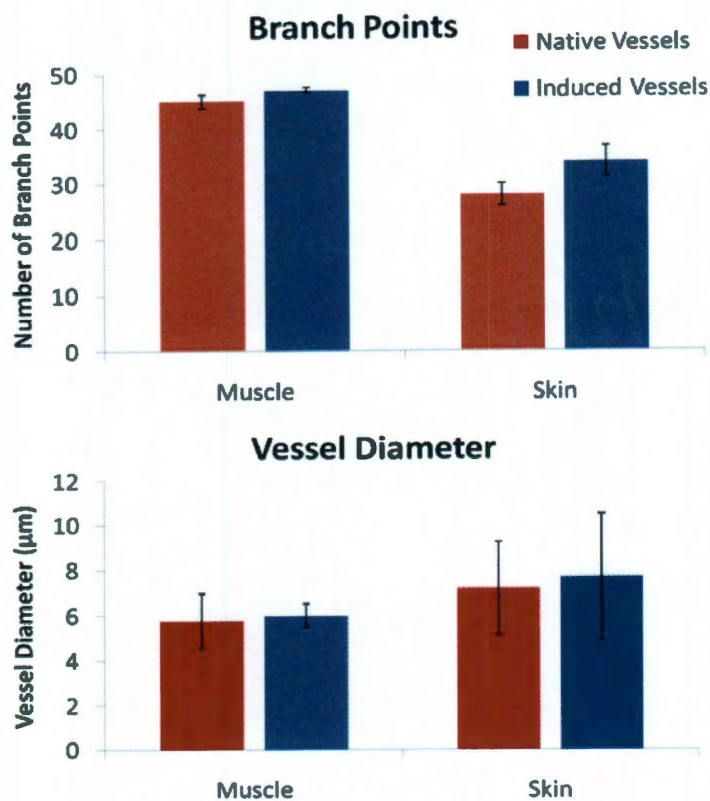 Branch Points
Native Vessels
Induced Vessels
Number of Branch Points
50
40
30
20
10
0
Muscle
Skin
Vessel Diameter
Vessel Diameter (μm)
12
10
8
6
4
2
0
Muscle
Skin